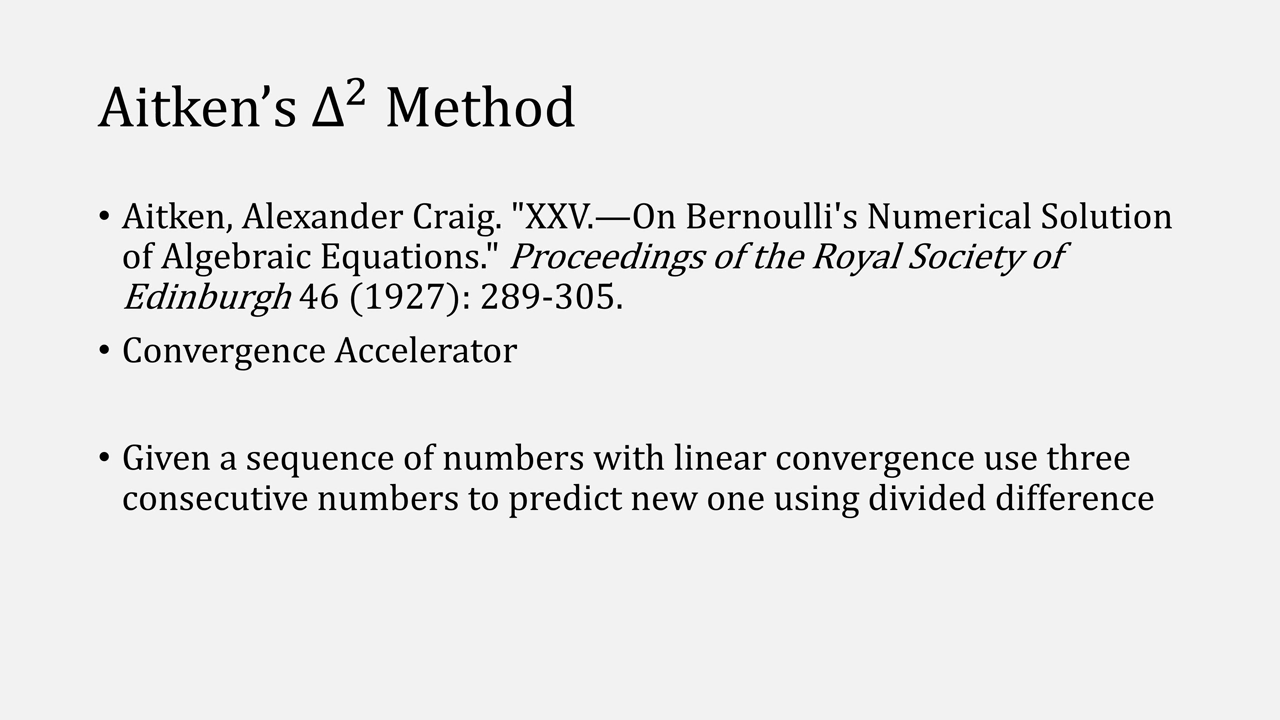 Aitken’s Δ² Method
• Aitken, Alexander Craig. "XXV.—On Bernoulli's Numerical Solution
of Algebraic Equations." Proceedings of the Royal Society of
Edinburgh 46 (1927): 289-305.
• Convergence Accelerator
• Given a sequence of numbers with linear convergence use three
consecutive numbers to predict new one using divided difference